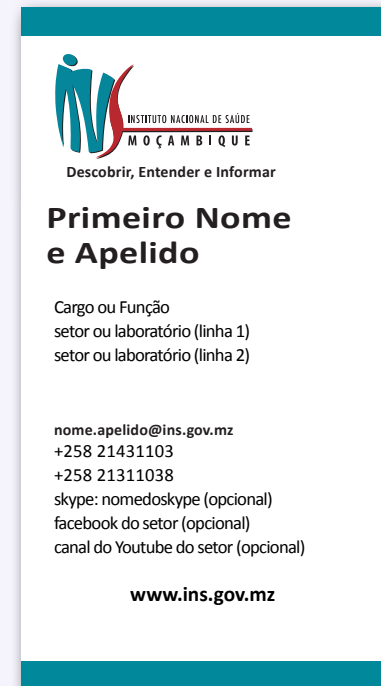 INS
INSTITUTO NACIONAL DE SAÚDE
MOÇAMBIQUE
Descobrir, Entender e Informar
Primeiro Nome
e Apelido
Cargo ou Função
setor ou laboratório (linha 1)
setor ou laboratório (linha 2)
nome.apelido@ins.gov.mz
+258 21431103
+258 21311038
skype: nomedoskype (opcional)
facebook do setor (opcional)
canal do Youtube do setor (opcional)
www.ins.gov.mz